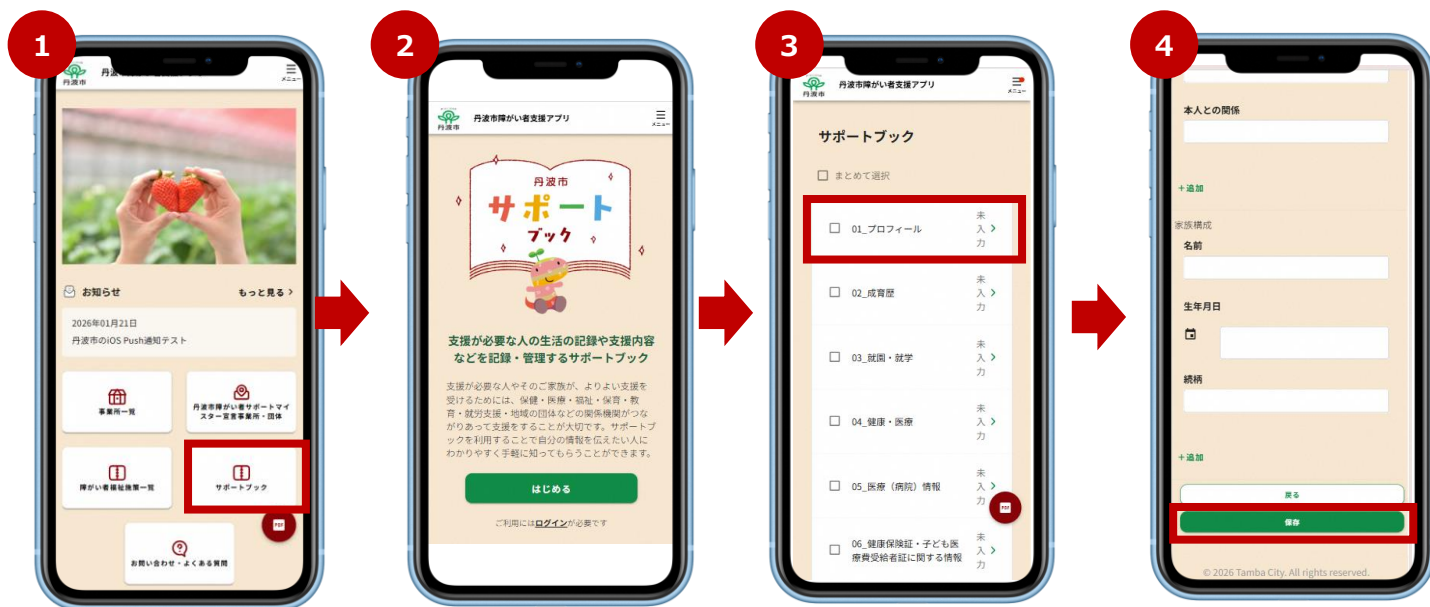 1
丹波市
メニュー
お知らせ
もっと見る
2026年01月21日
丹波市のiOS Push通知テスト
事業所一覧
丹波市障がい者サポートマイ
スター宣言事業所・団体
障がい者福祉施策一覧
サポートブック
PDF
お問い合わせ・よくある質問
2
丹波市
丹波市障がい者支援アプリ
メニュー
丹波市
サポート
ブック
支援が必要な人の生活の記録や支援内容
などを記録・管理するサポートブック
支援が必要な人やそのご家族が、よりよい支援を
受けるためには、保健・医療・福祉・保育・教
育・就労支援・地域の団体などの関係機関がつな
がりあって支援をすることが大切です。サポートブ
ックを利用することで自分の情報を伝えたい人に
わかりやすく手軽に知ってもらうことができます。
はじめる
ご利用にはログインが必要です
3
丹波市
丹波市障がい者支援アプリ
メニュー
サポートブック
まとめて選択
01_プロフィール
未入力
02_成育歴
未入力
03_就園・就学
未入力
04_健康・医療
未入力
05_医療（病院）情報
未入力
PDF
06_健康保険証・子ども医
療費受給者証に関する情報
未入力
4
本人との関係
+追加
家族構成
名前
生年月日
続柄
+追加
戻る
保存
© 2026 Tamba City. All rights reserved.